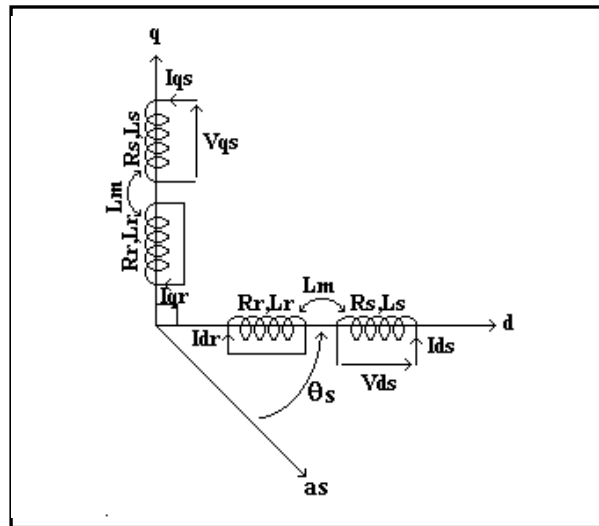 q
Iqs
Rs,Ls
Vqs
Lm
Rr,Lr
Iqr
Lm
Rr,Lr
Rs,Ls
d
Idr
Ids
Vds
θs
as